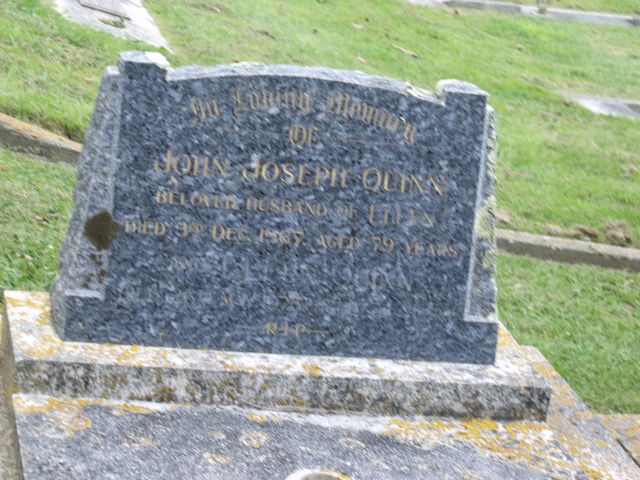 In Loving Memory
OF
JOHN JOSEPH QUINN
BELOVED HUSBAND OF ELLEN
DIED 3RD DEC. 1967, AGED 79 YEARS
ELLEN QUINN
R.I.P.